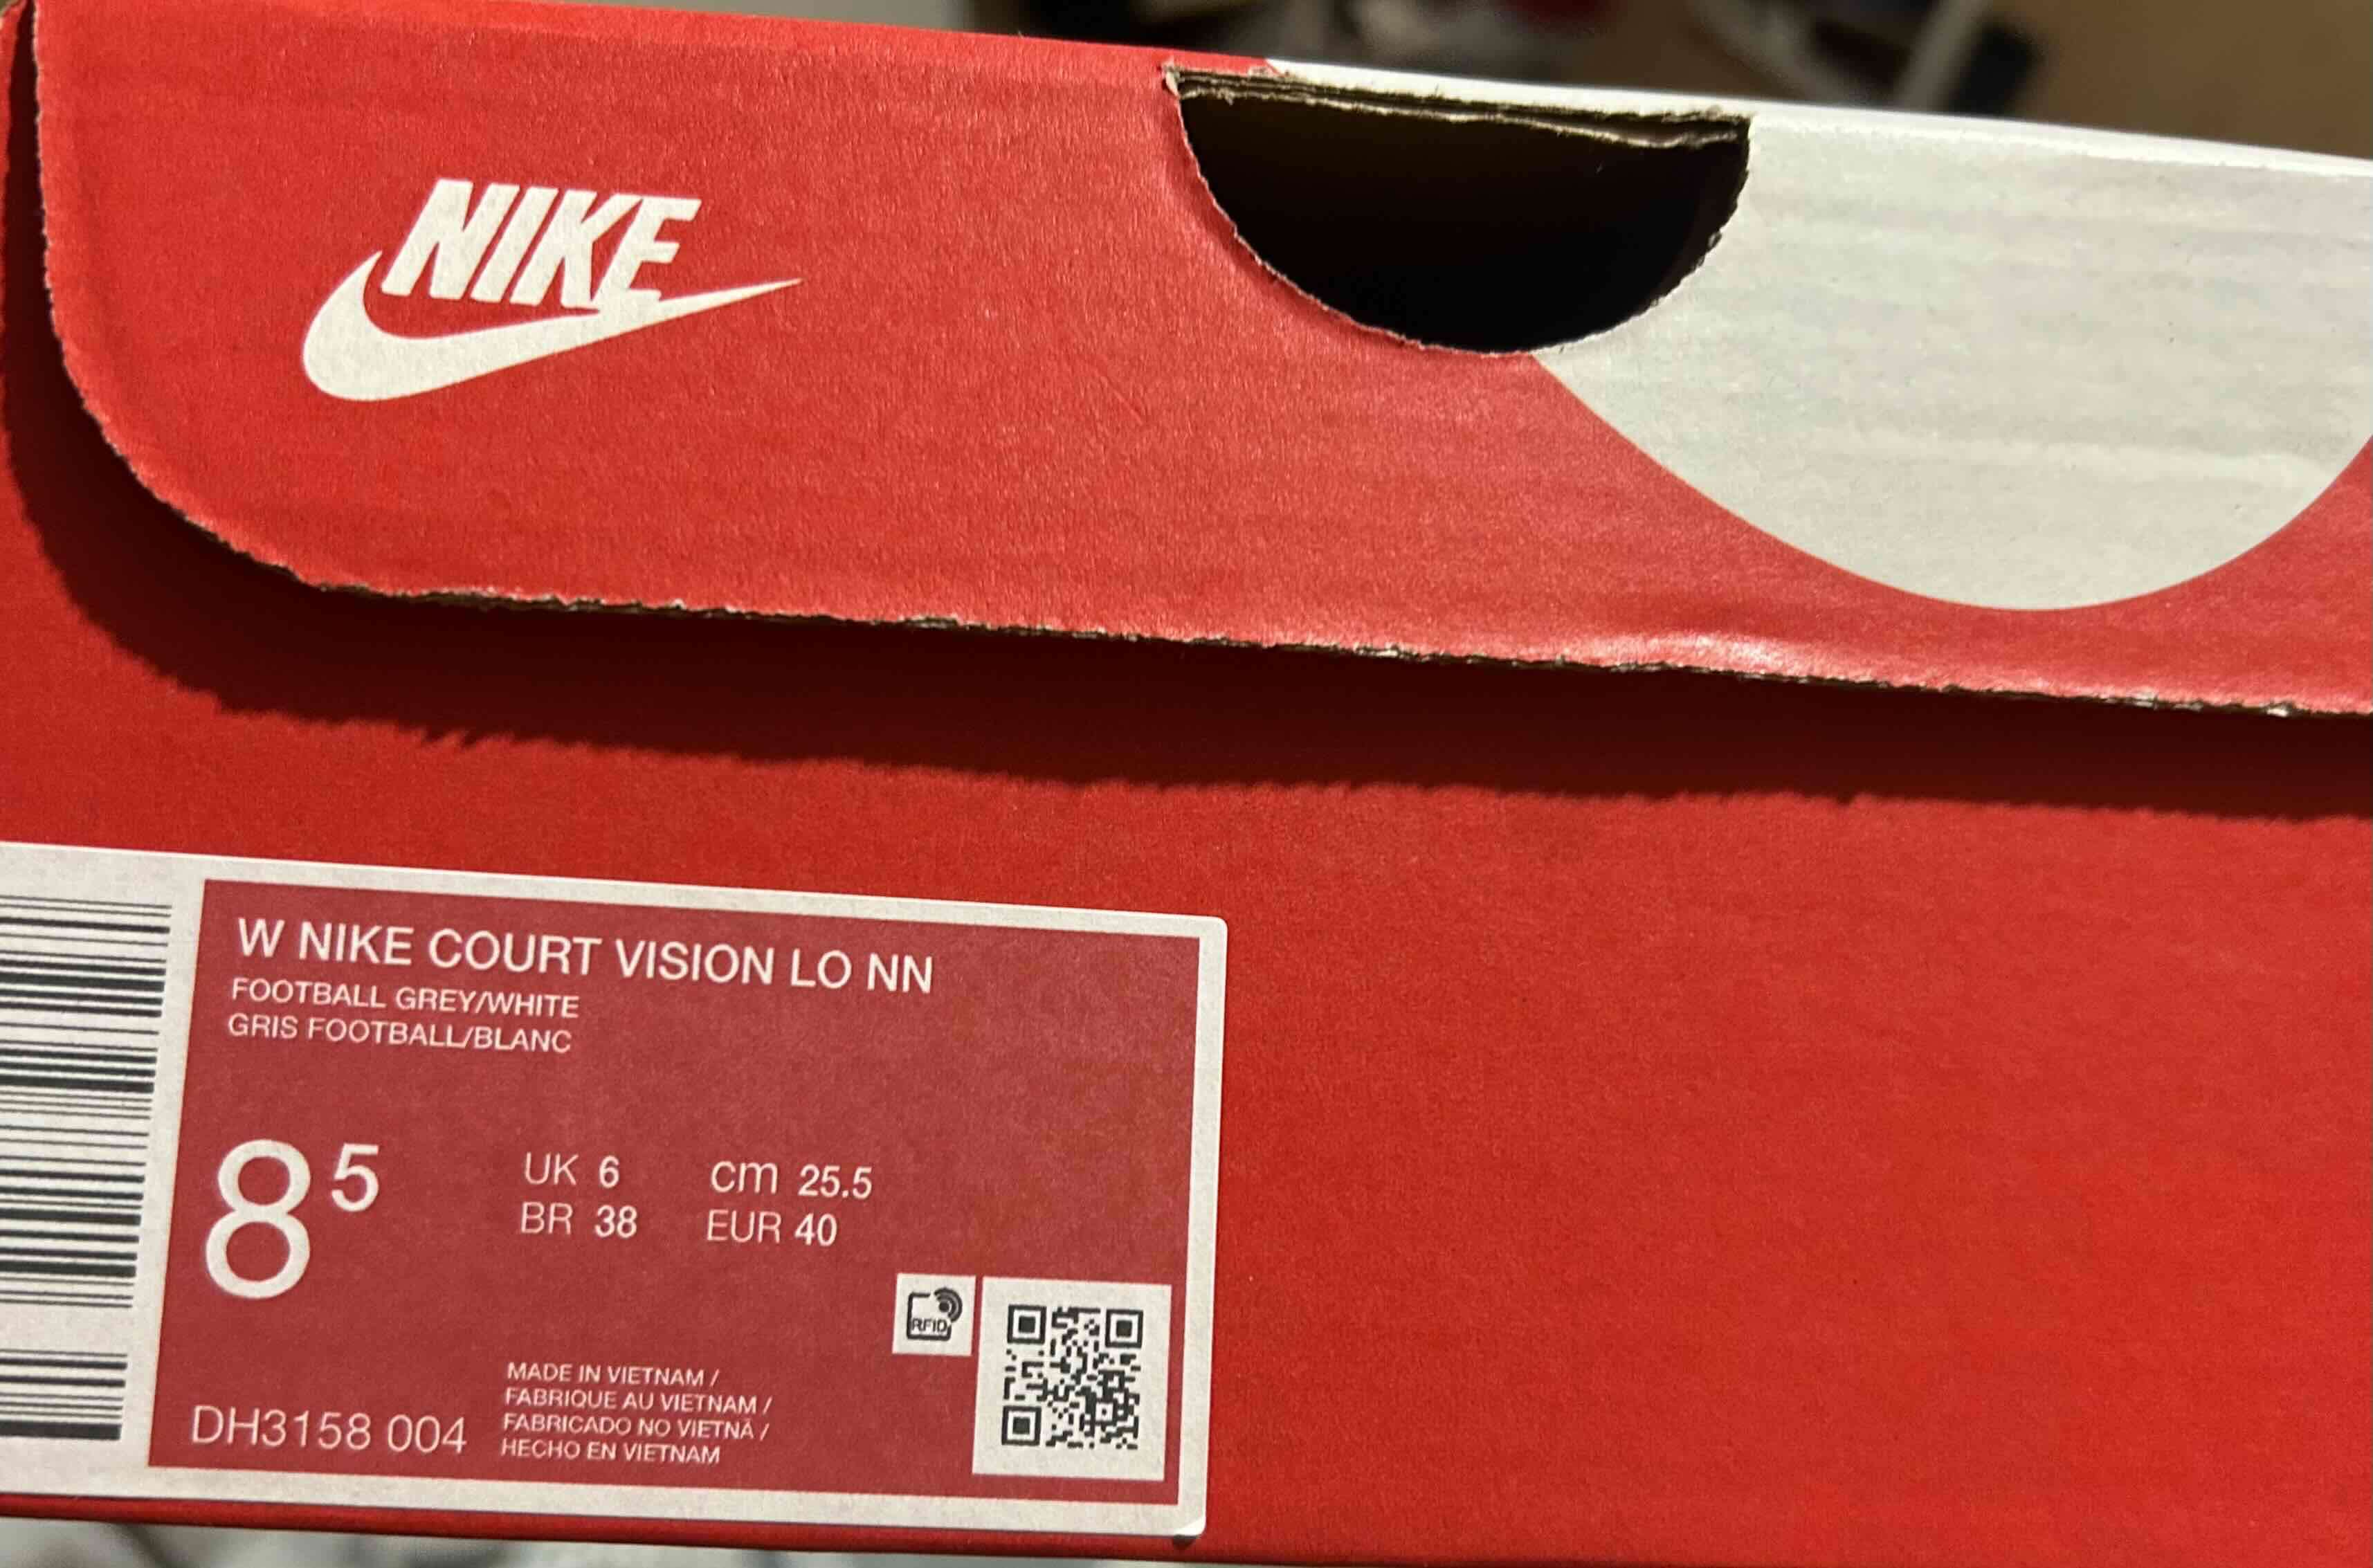 NIKE
W NIKE COURT VISION LO NN
FOOTBALL GREY/WHITE
GRIS FOOTBALL/BLANC
8 5
UK 6 cm 25.5
BR 38 EUR 40
RFID
MADE IN VIETNAM /
FABRIQUE AU VIETNAM /
FABRICADO NO VIETNÃ /
HECHO EN VIETNAM
DH3158 004